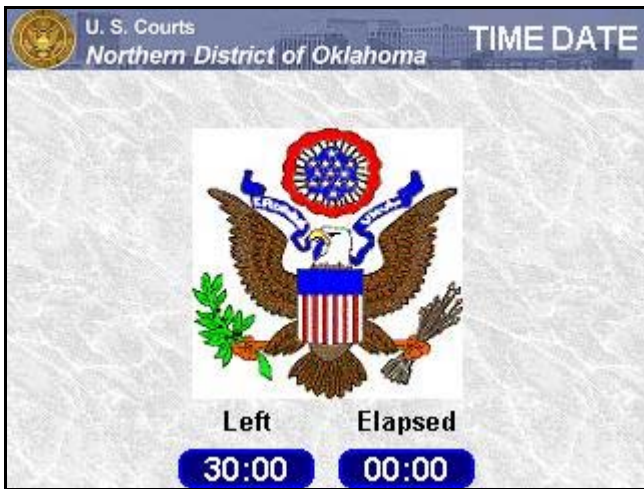 U. S. Courts
Northern District of Oklahoma
TIME DATE
Left
Elapsed
30:00
00:00